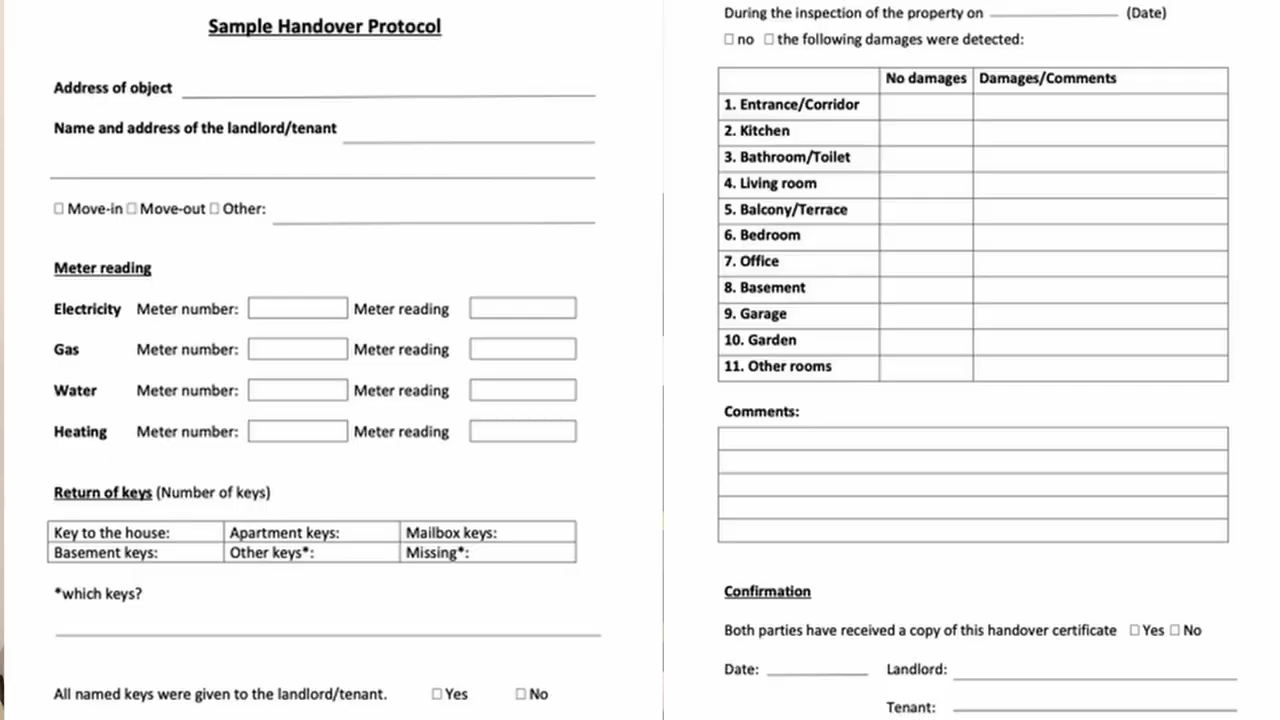 Sample Handover Protocol
Address of object
Name and address of the landlord/tenant
Move-in Move-out Other:
Meter reading
Electricity Meter number: Meter reading
Gas Meter number: Meter reading
Water Meter number: Meter reading
Heating Meter number: Meter reading
Return of keys (Number of keys)
Key to the house: Apartment keys: Mailbox keys:
Basement keys: Other keys*: Missing*:
*which keys?
All named keys were given to the landlord/tenant. Yes No
During the inspection of the property on (Date)
no the following damages were detected:
No damages Damages/Comments
1. Entrance/Corridor
2. Kitchen
3. Bathroom/Toilet
4. Living room
5. Balcony/Terrace
6. Bedroom
7. Office
8. Basement
9. Garage
10. Garden
11. Other rooms
Comments:
Confirmation
Both parties have received a copy of this handover certificate Yes No
Date: Landlord:
Tenant: